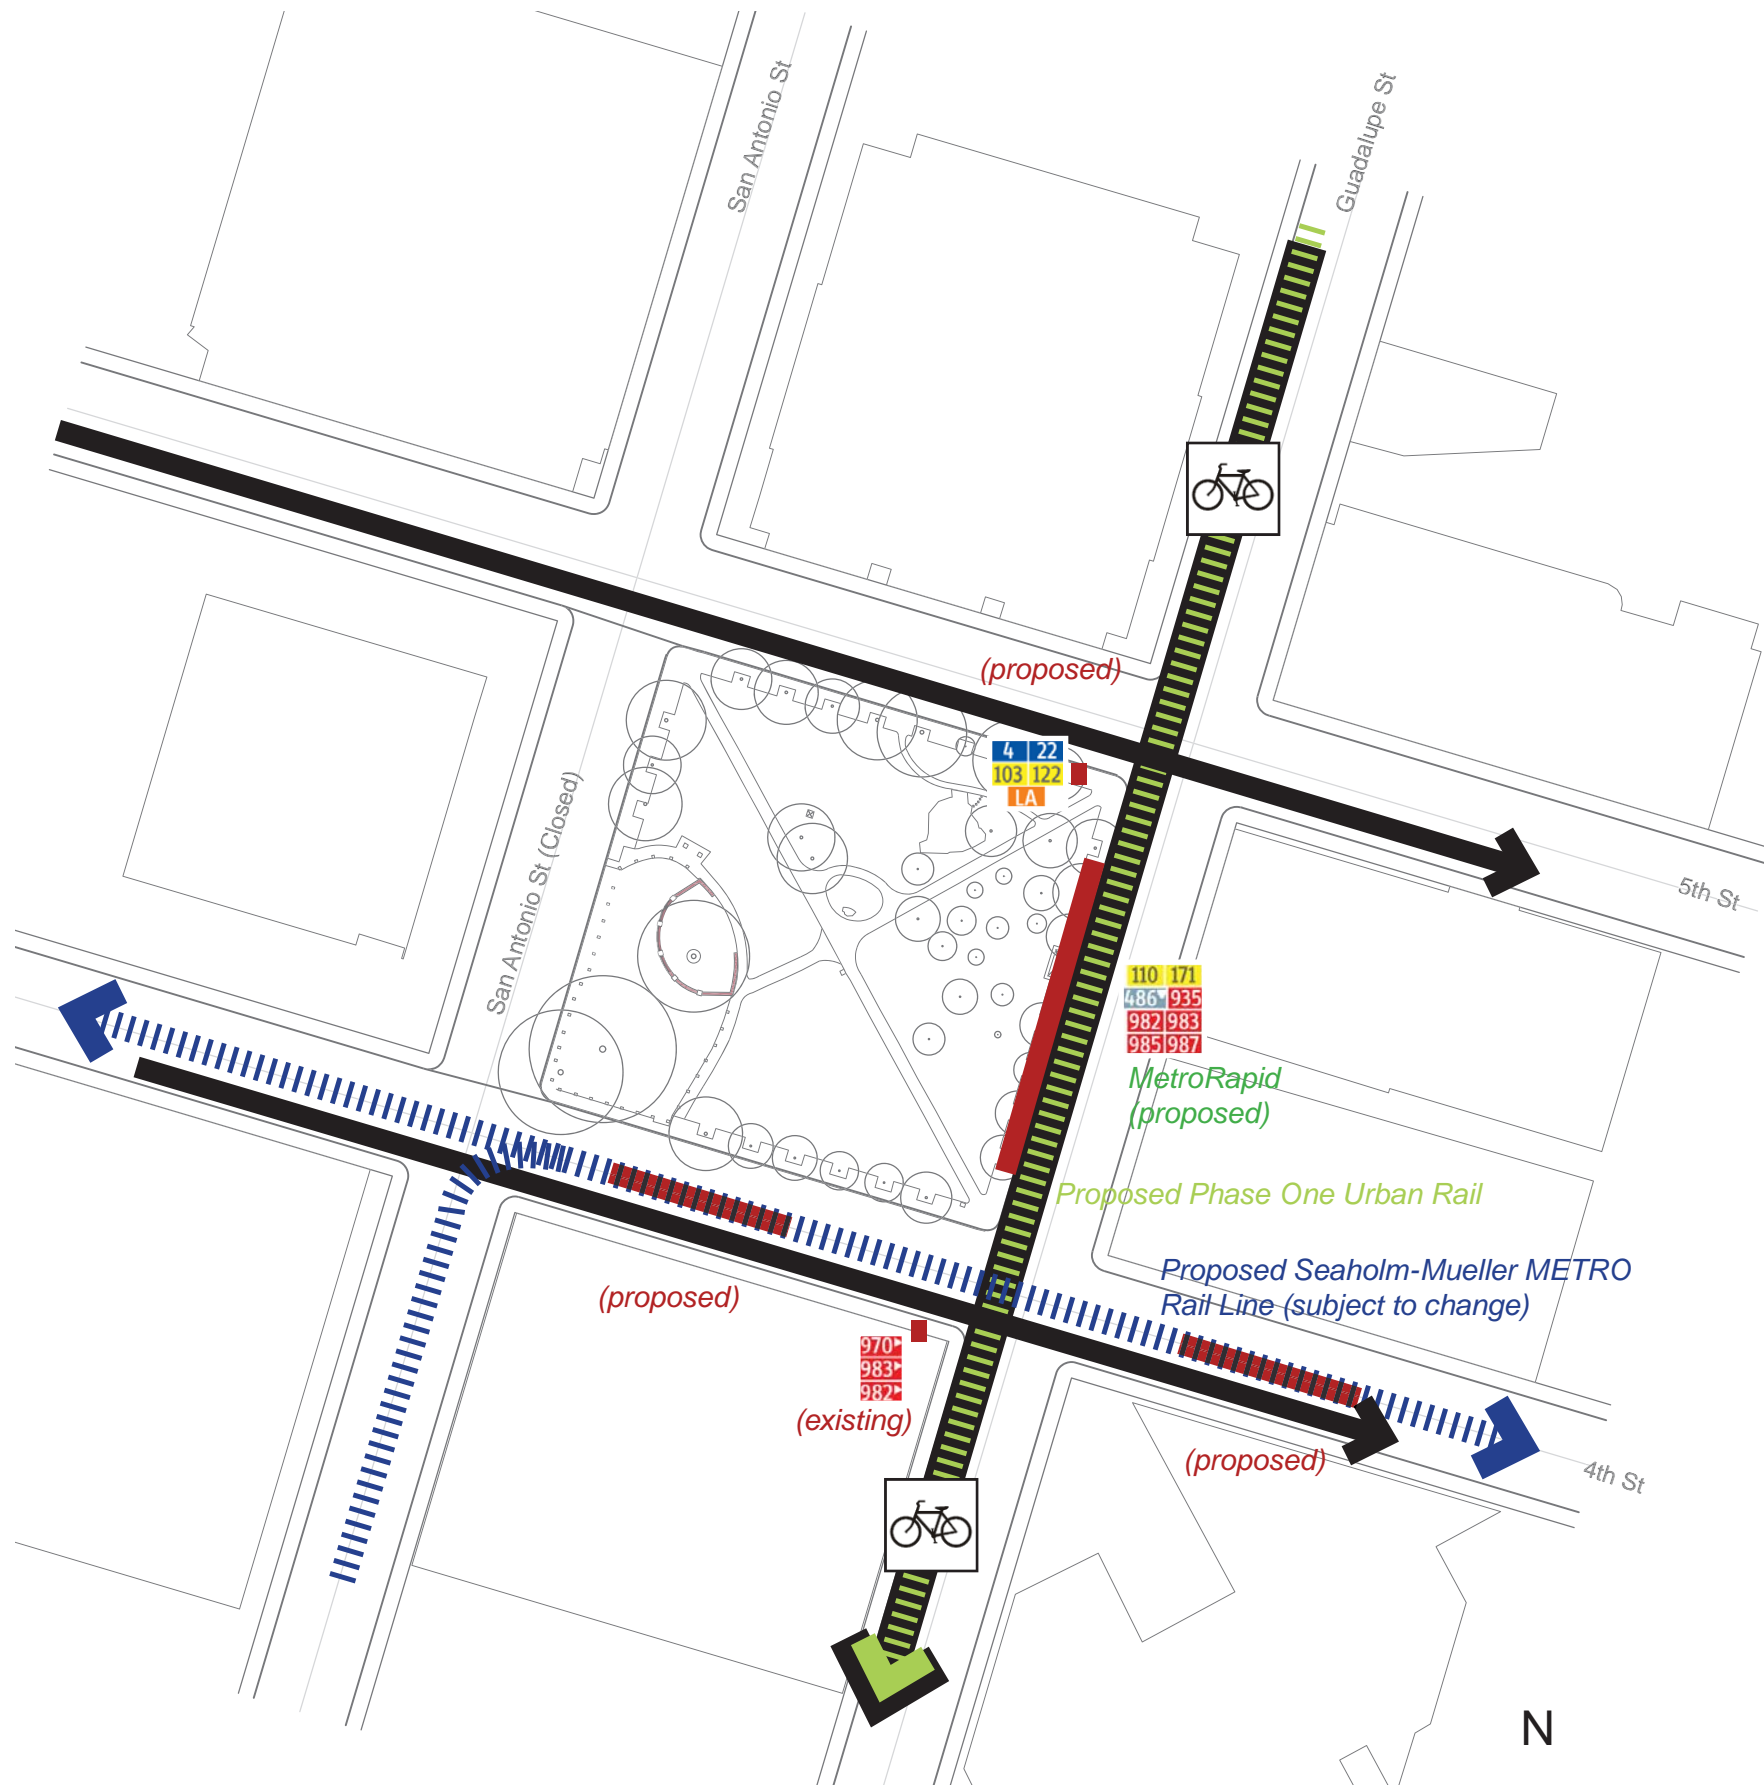 San Antonio St
Guadalupe St
(proposed)
4 22
103 122
LA
San Antonio St (Closed)
5th St
110 171
486 935
982 983
985 987
MetroRapid
(proposed)
Proposed Phase One Urban Rail
Proposed Seaholm-Mueller METRO
Rail Line (subject to change)
(proposed)
970
983
982
(existing)
(proposed)
4th St
N